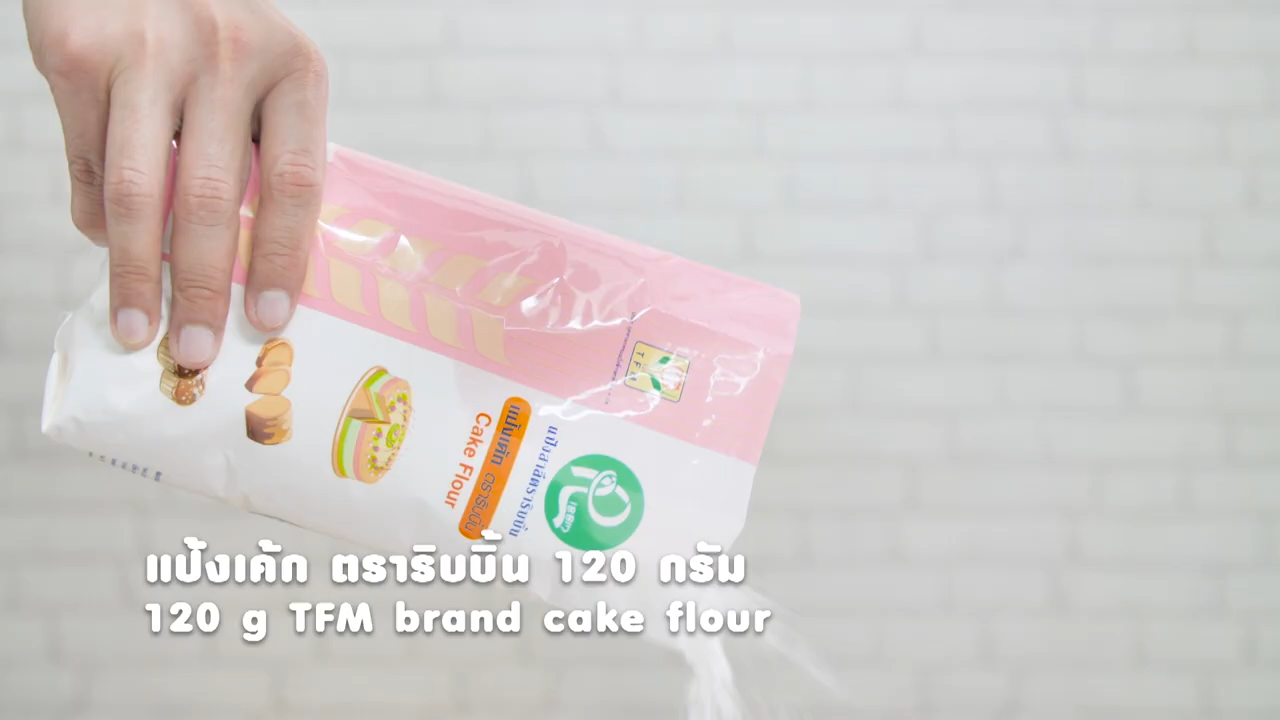 TFM
แป้งสาลีตราริบบิ้น
แป้งเค้ก ตราริบบิ้น
Cake Flour
แป้งเค้ก ตราริบบิ้น 120 กรัม
120 g TFM brand cake flour